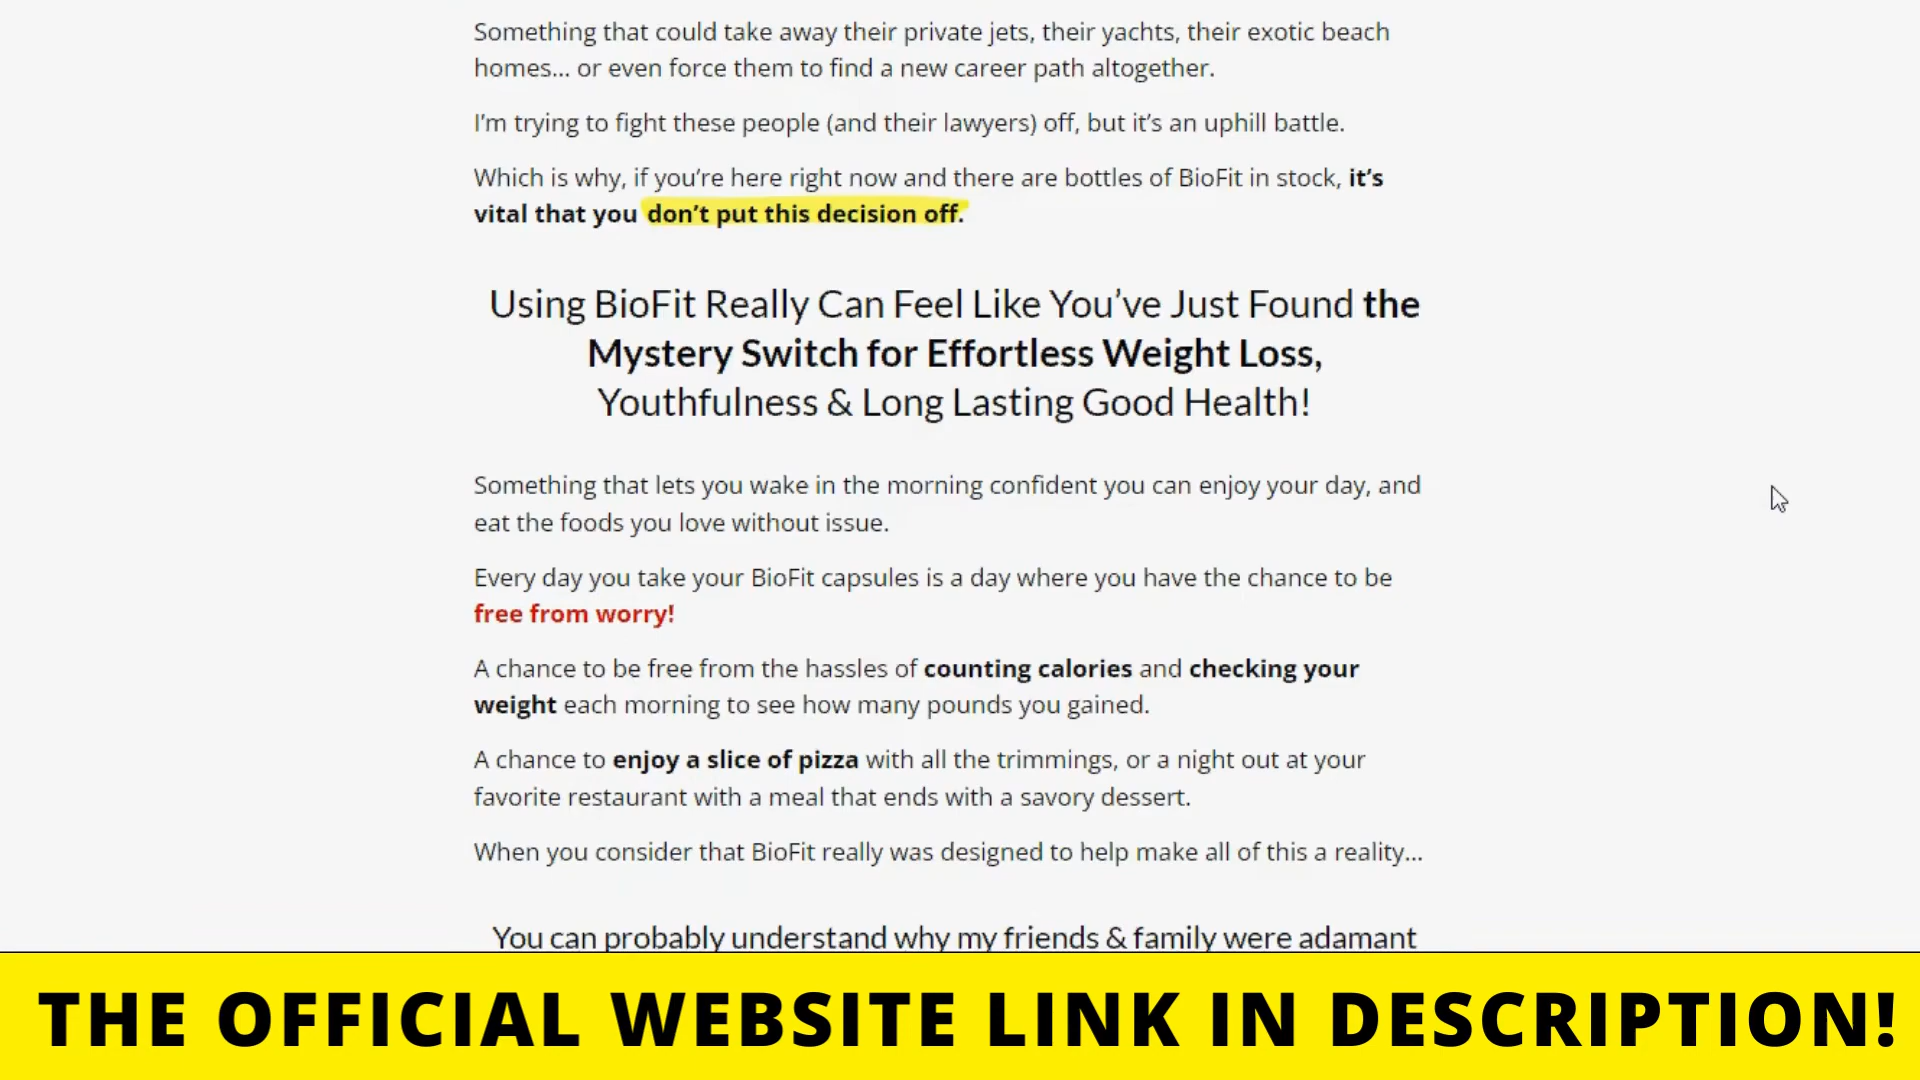 Something that could take away their private jets, their yachts, their exotic beach
homes... or even force them to find a new career path altogether.
I'm trying to fight these people (and their lawyers) off, but it's an uphill battle.
Which is why, if you're here right now and there are bottles of BioFit in stock, it's
vital that you don't put this decision off.
Using BioFit Really Can Feel Like You've Just Found the
Mystery Switch for Effortless Weight Loss,
Youthfulness & Long Lasting Good Health!
Something that lets you wake in the morning confident you can enjoy your day, and
eat the foods you love without issue.
Every day you take your BioFit capsules is a day where you have the chance to be
free from worry!
A chance to be free from the hassles of counting calories and checking your
weight each morning to see how many pounds you gained.
A chance to enjoy a slice of pizza with all the trimmings, or a night out at your
favorite restaurant with a meal that ends with a savory dessert.
When you consider that BioFit really was designed to help make all of this a reality...
You can probably understand why my friends & family were adamant
THE OFFICIAL WEBSITE LINK IN DESCRIPTION!